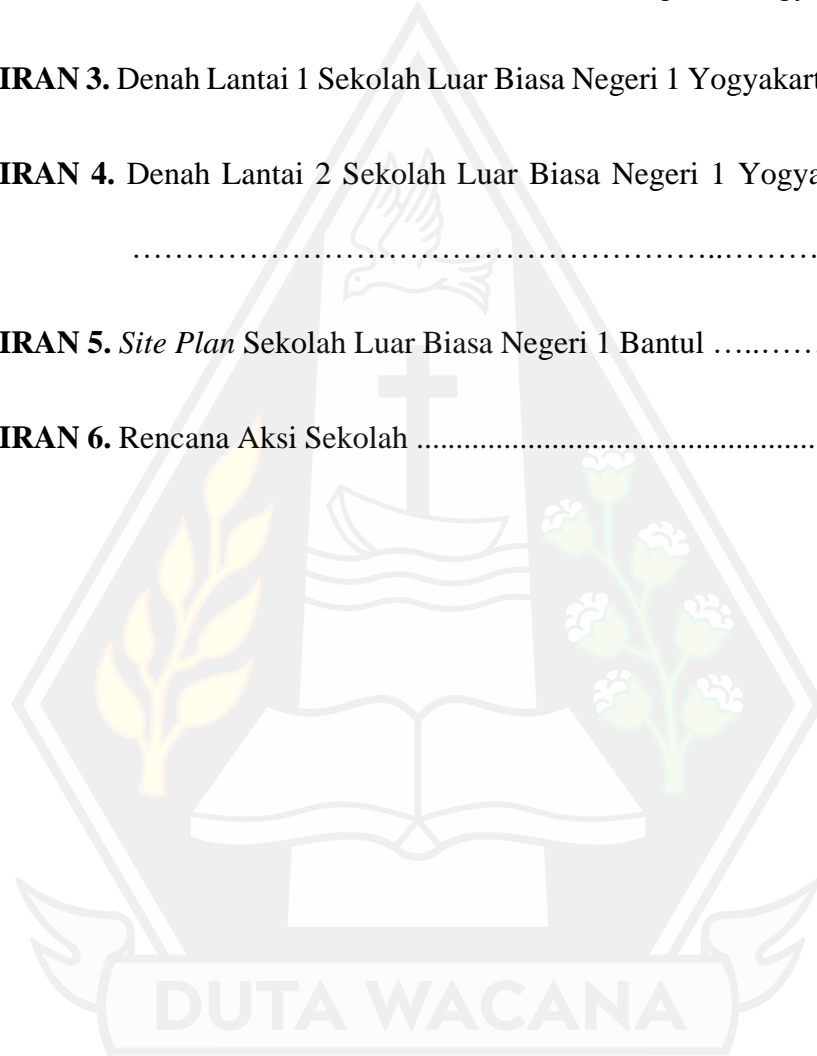 IRAN 3. Denah Lantai 1 Sekolah Luar Biasa Negeri 1 Yogyakart
IRAN 4. Denah Lantai 2 Sekolah Luar Biasa Negeri 1 Yogya
……………………………………………….……….
IRAN 5. Site Plan Sekolah Luar Biasa Negeri 1 Bantul …..……
IRAN 6. Rencana Aksi Sekolah ..................................................
DUTA WACANA